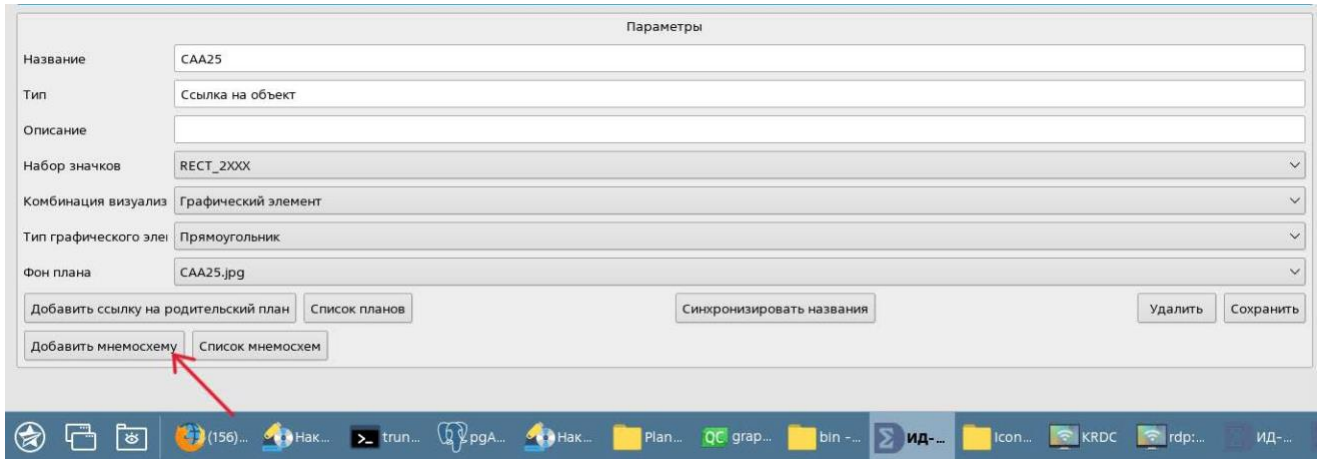 Параметры
Название CAA25
Тип Ссылка на объект
Описание
Набор значков RECT_2XXX
Комбинация визуализ Графический элемент
Тип графического элем Прямоугольник
Фон плана CAA25.jpg
Добавить ссылку на родительский план Список планов Синхронизировать названия Удалить Сохранить
Добавить мнемосхему Список мнемосхем
(156)... Нак... trun... pgA... Нак... Plan... QC grap... bin -... ИД-... Icon... KRDC rdp:... ИД-...